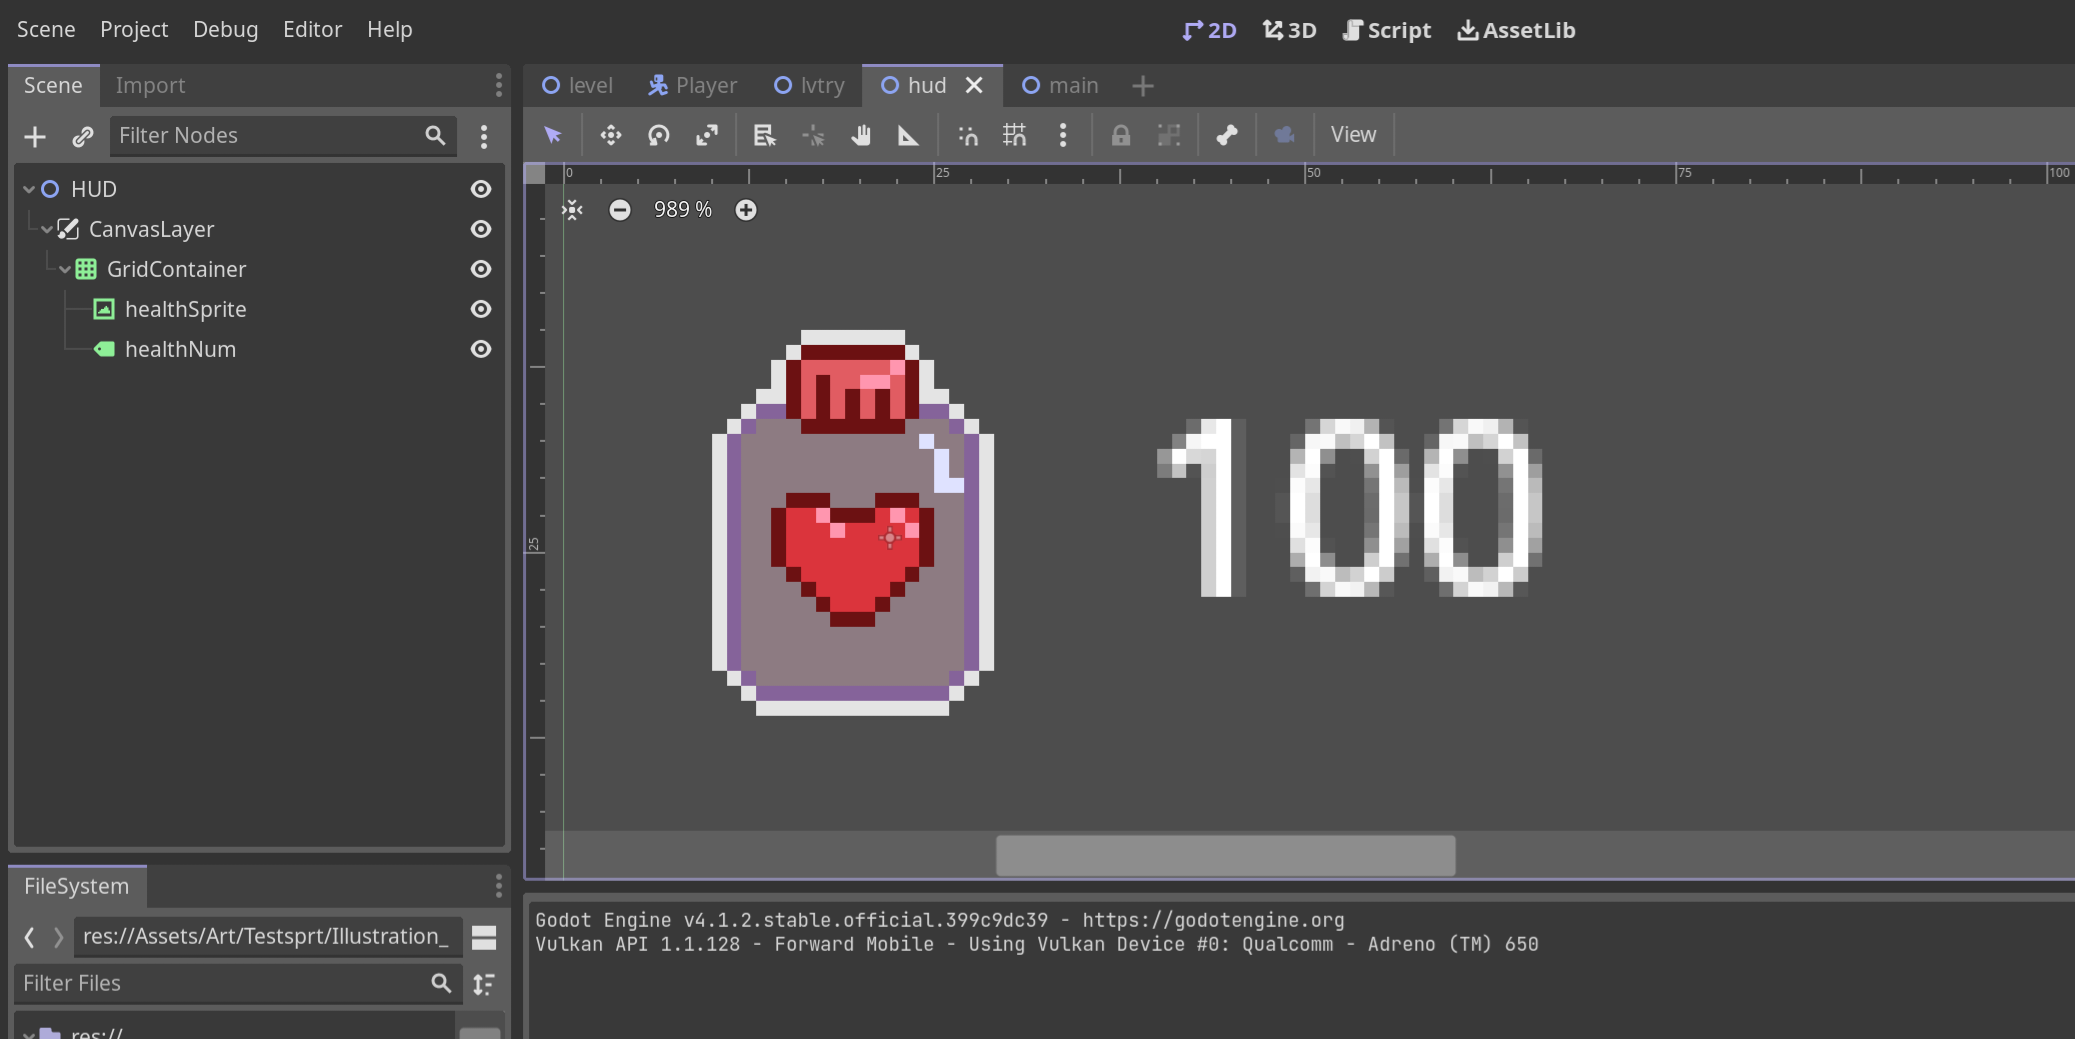 Scene Project Debug Editor Help 2D 3D Script AssetLib
Scene Import level Player lvtry hud main
Filter Nodes View
0 25 50 75 100
989 %
HUD
CanvasLayer
GridContainer
healthSprite
healthNum
100
25
FileSystem
res://Assets/Art/Testsprt/Illustration_
Filter Files
res://
Godot Engine v4.1.2.stable.official.399c9dc39 - https://godotengine.org
Vulkan API 1.1.128 - Forward Mobile - Using Vulkan Device #0: Qualcomm - Adreno (TM) 650